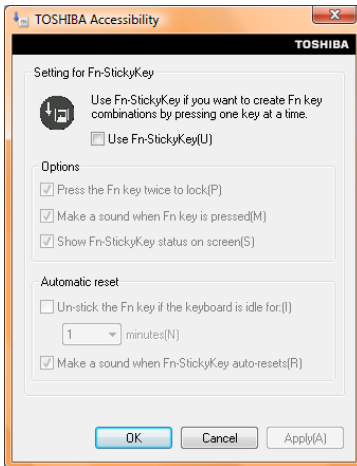 TOSHIBA Accessibility
TOSHIBA
Setting for Fn-StickyKey
Use Fn-StickyKey if you want to create Fn key
combinations by pressing one key at a time.
Use Fn-StickyKey(U)
Options
Press the Fn key twice to lock(P)
Make a sound when Fn key is pressed(M)
Show Fn-StickyKey status on screen(S)
Automatic reset
Un-stick the Fn key if the keyboard is idle for:(I)
1 minutes(N)
Make a sound when Fn-StickyKey auto-resets(R)
OK Cancel Apply(A)